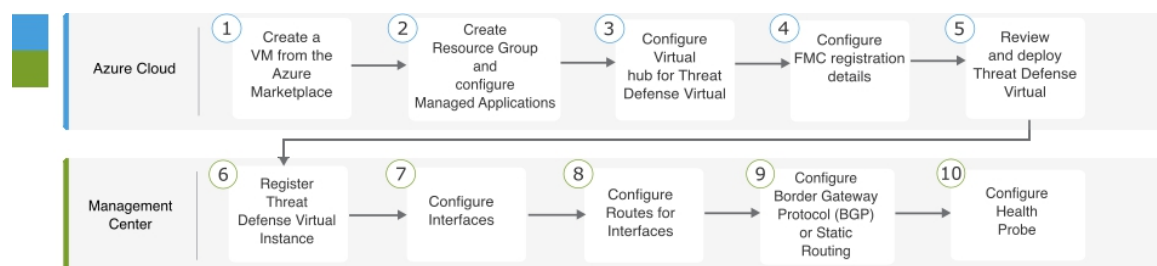 Azure Cloud
1
Create a
VM from the
Azure
Marketplace
2
Create
Resource Group
and
configure
Managed Applications
3
Configure
Virtual
hub for Threat
Defense Virtual
4
Configure
FMC registration
details
5
Review
and deploy
Threat Defense
Virtual
Management
Center
6
Register
Threat
Defense Virtual
Instance
7
Configure
Interfaces
8
Configure
Routes for
Interfaces
9
Configure
Border Gateway
Protocol (BGP)
or Static
Routing
10
Configure
Health
Probe